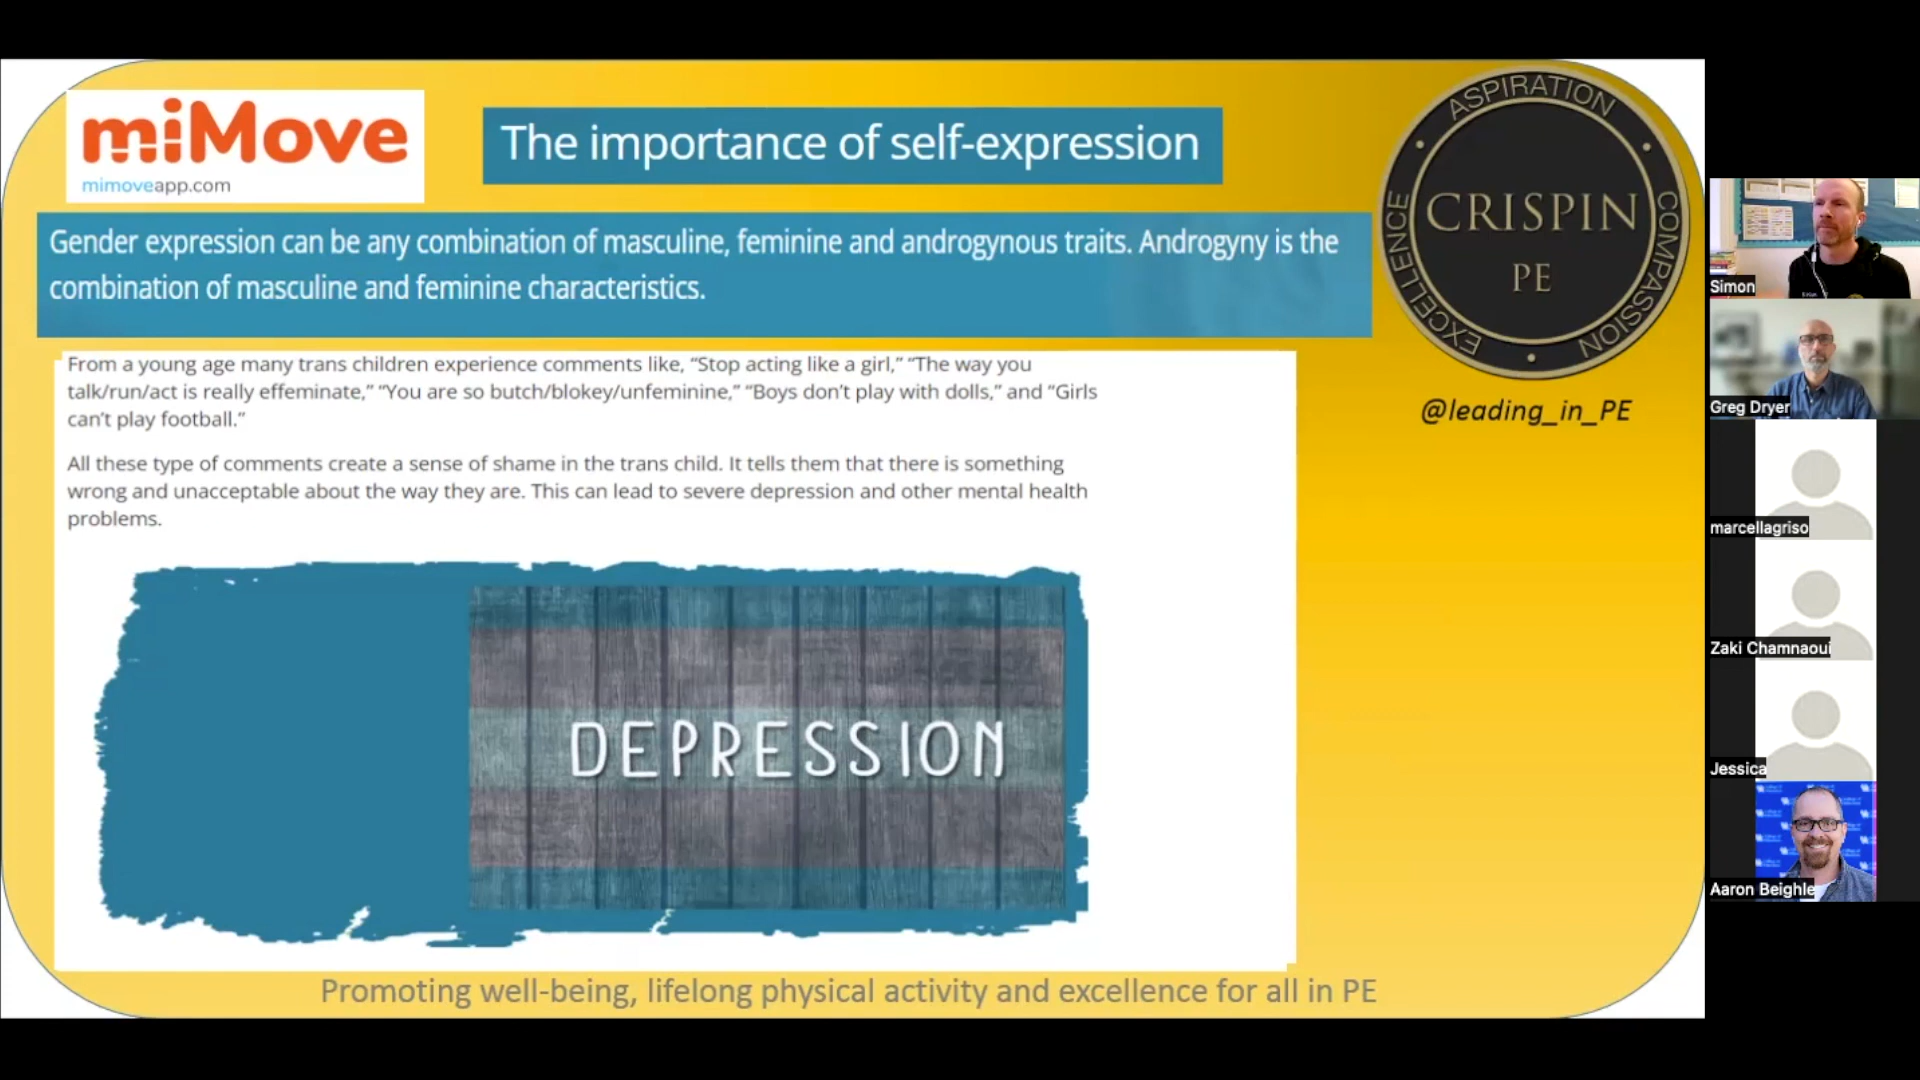 miMove
mimoveapp.com
The importance of self-expression
Gender expression can be any combination of masculine, feminine and androgynous traits. Androgyny is the
combination of masculine and feminine characteristics.
From a young age many trans children experience comments like, “Stop acting like a girl,” “The way you
talk/run/act is really effeminate,” “You are so butch/blokey/unfeminine,” “Boys don’t play with dolls,” and “Girls
can’t play football.”
All these type of comments create a sense of shame in the trans child. It tells them that there is something
wrong and unacceptable about the way they are. This can lead to severe depression and other mental health
problems.
DEPRESSION
Promoting well-being, lifelong physical activity and excellence for all in PE
ASPIRATION
EXCELLENCE
COMPASSION
CRISPIN
PE
@leading_in_PE
Simon
Greg Dryer
marcellagriso
Zaki Chamnaoui
Jessica
Aaron Beighle